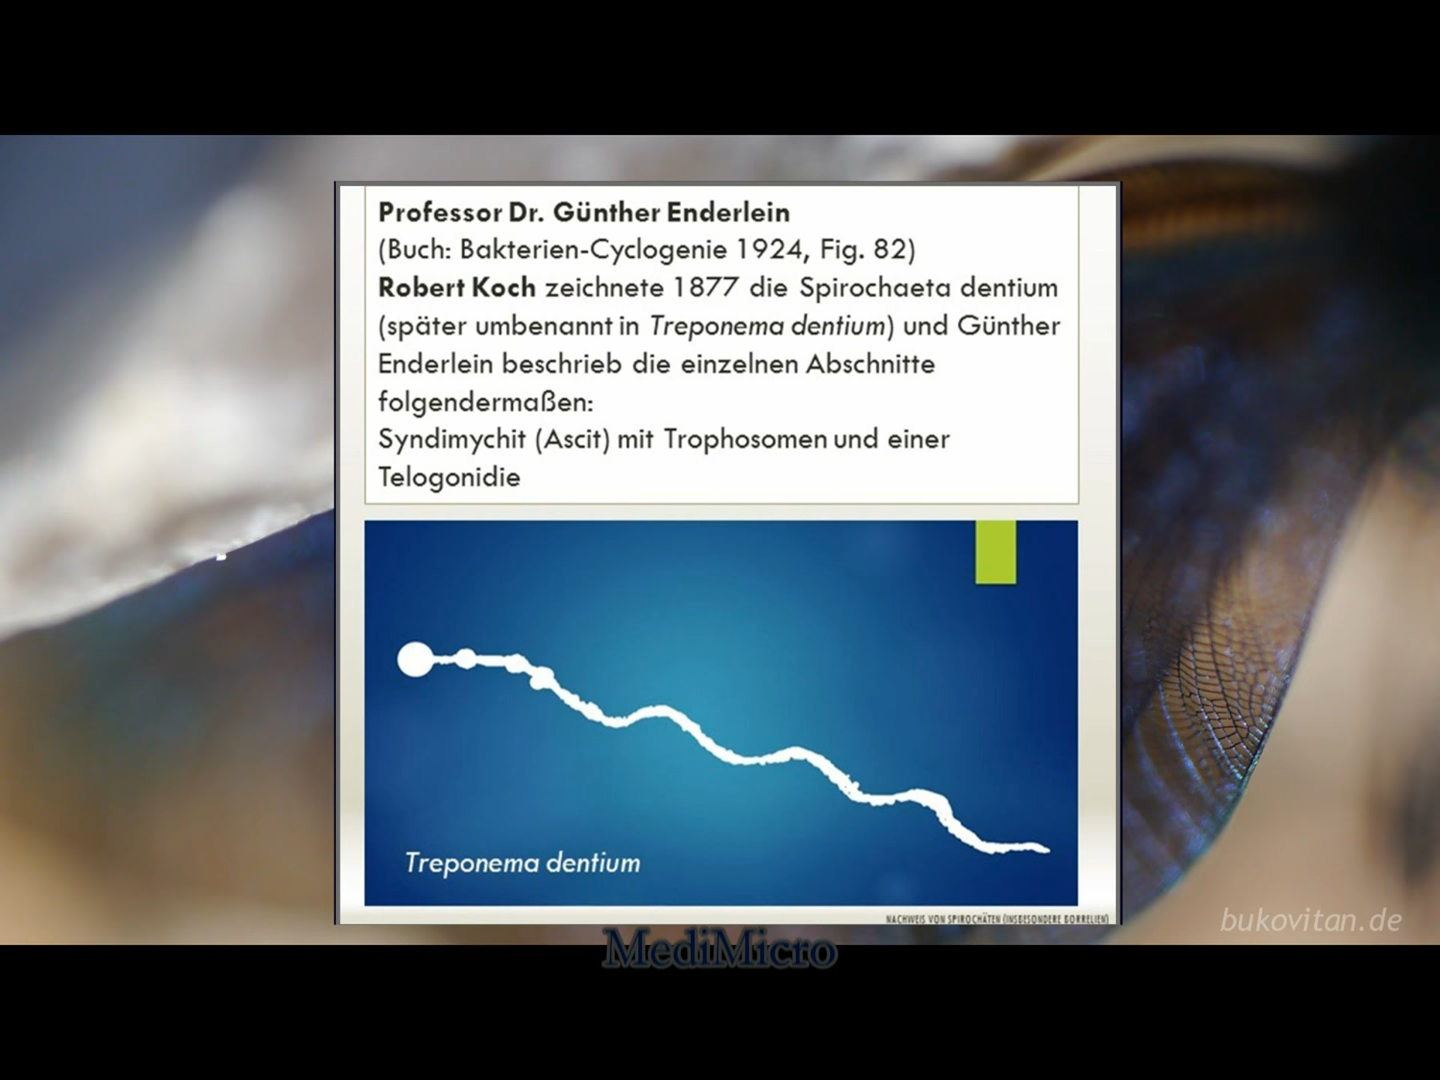 Professor Dr. Günther Enderlein
(Buch: Bakterien-Cyclogenie 1924, Fig. 82)
Robert Koch zeichnete 1877 die Spirochaeta dentium
(später umbenannt in Treponema dentium) und Günther
Enderlein beschrieb die einzelnen Abschnitte
folgendermaßen:
Syndimychit (Ascit) mit Trophosomen und einer
Telogonidie
Treponema dentium
NACHWEIS VON SPIROCHÄTEN (INSBESONDERE BORRELIEN)
bukovitan.de
MediMicro